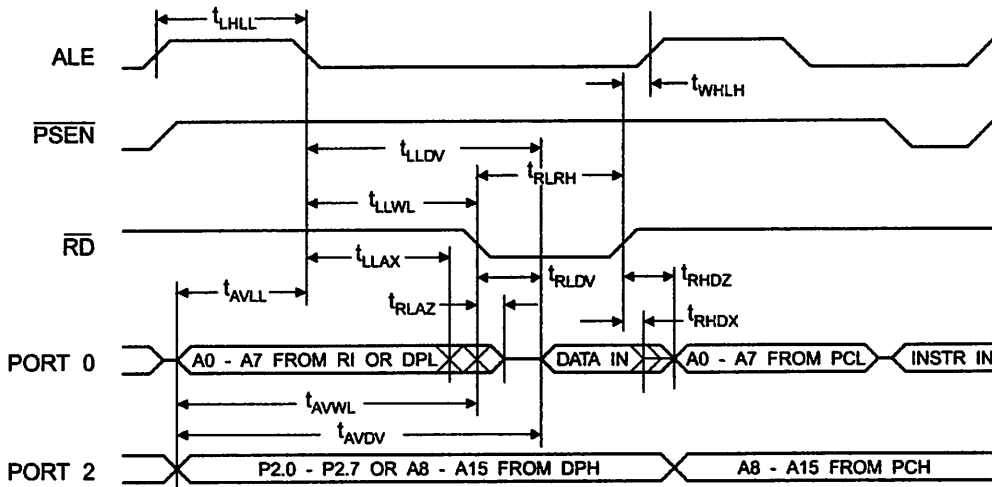 tLHLL
ALE
tWHLH
PSEN
tLLDV
tRLRH
tLLWL
RD
tLLAX
tRLDV
tRHDZ
tAVLL
tRLAZ
tRHDX
PORT 0
A0 - A7 FROM RI OR DPL
DATA IN
A0 - A7 FROM PCL
INSTR IN
tAVWL
tAVDV
PORT 2
P2.0 - P2.7 OR A8 - A15 FROM DPH
A8 - A15 FROM PCH